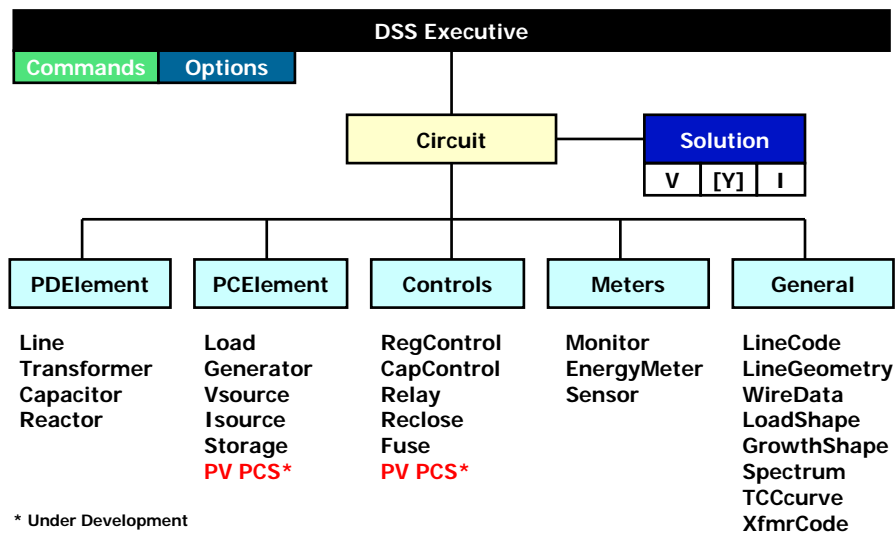 DSS Executive
Commands
Options
Circuit
Solution
V
[Y]
I
PDElement
PCElement
Controls
Meters
General
Line
Transformer
Capacitor
Reactor
Load
Generator
Vsource
Isource
Storage
PV PCS*
RegControl
CapControl
Relay
Reclose
Fuse
PV PCS*
Monitor
EnergyMeter
Sensor
LineCode
LineGeometry
WireData
LoadShape
GrowthShape
Spectrum
TCCcurve
XfmrCode
* Under Development